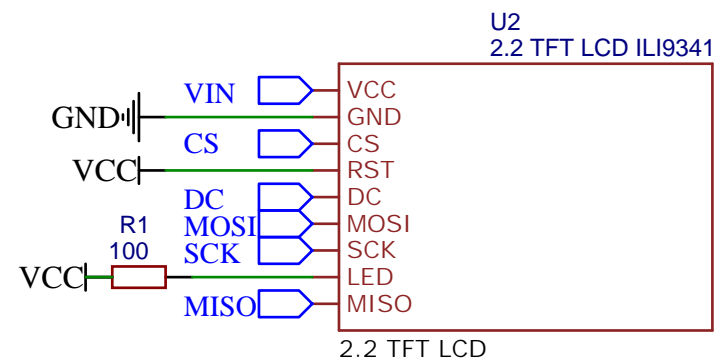 U2
2.2 TFT LCD ILI9341
VIN VCC
GND GND
CS CS
VCC RST
DC DC
MOSI MOSI
R1
100
SCK SCK
VCC LED
MISO MISO
2.2 TFT LCD